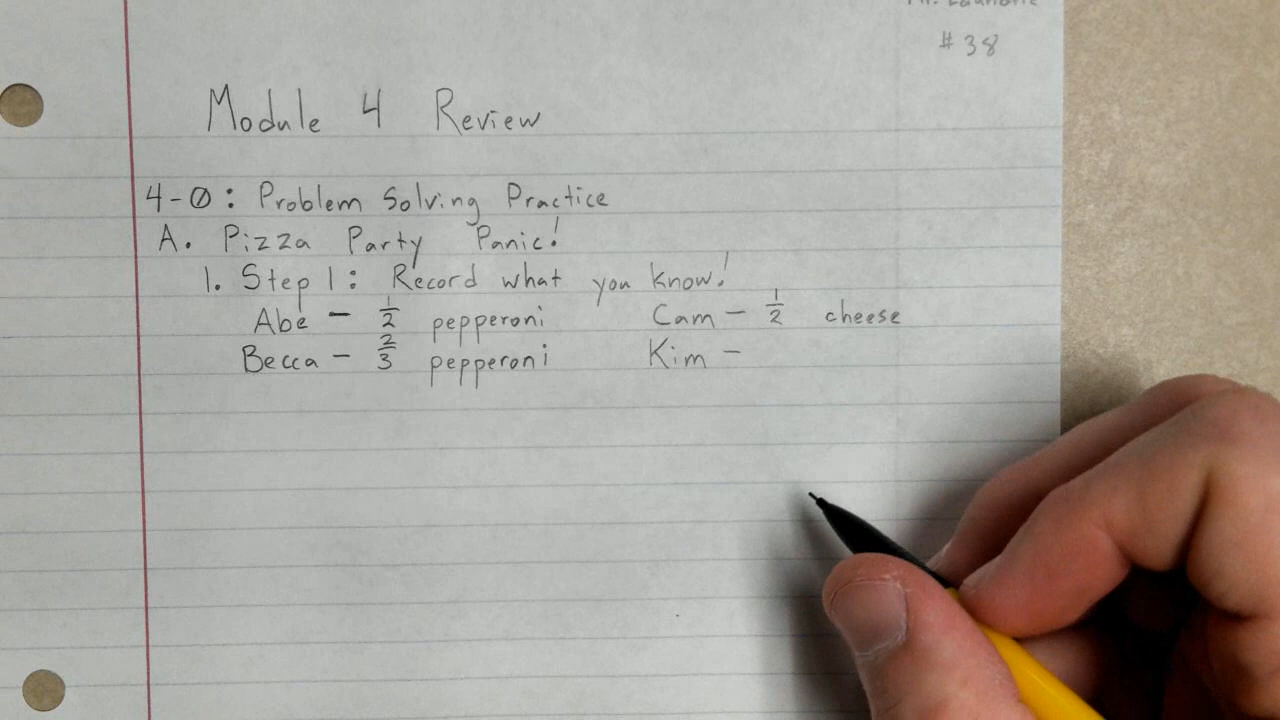 # 38
Module 4 Review
4-0: Problem Solving Practice
A. Pizza Party Panic!
1. Step 1: Record what you know!
Abe - 1/2 pepperoni Cam - 1/2 cheese
Becca - 2/3 pepperoni Kim -